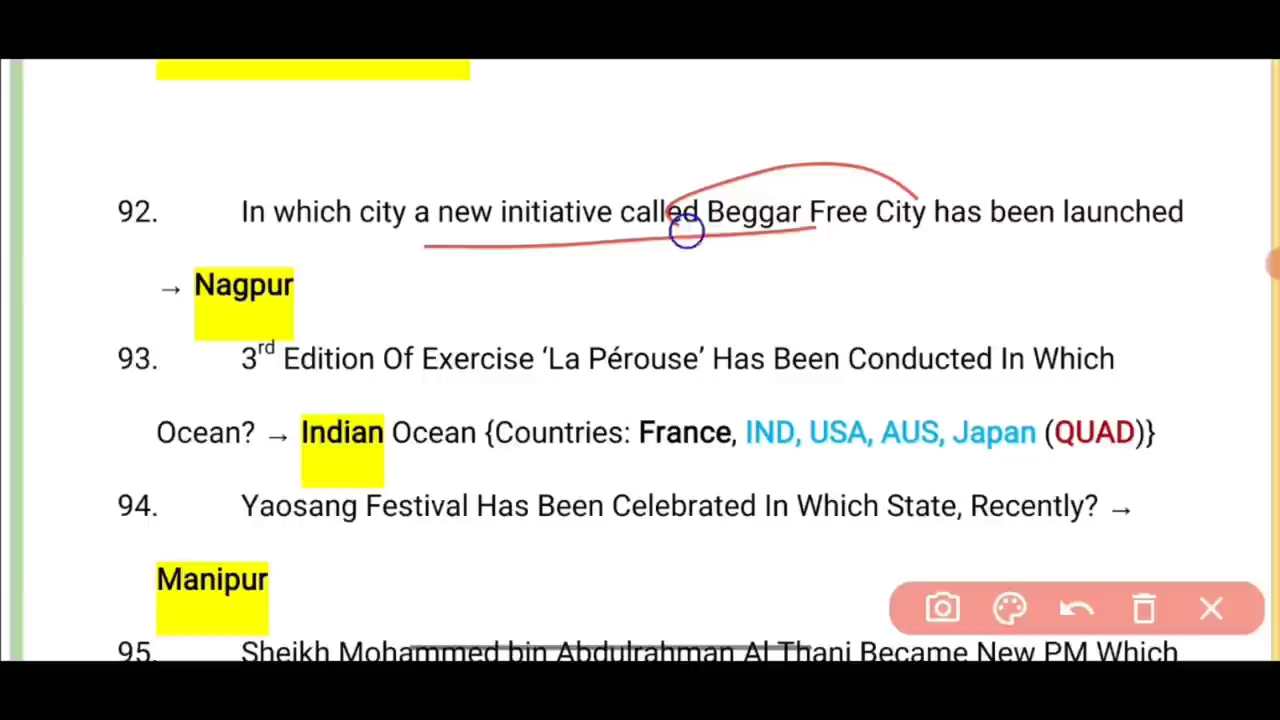 92. In which city a new initiative called Beggar Free City has been launched
→ Nagpur
93. 3rd Edition Of Exercise ‘La Pérouse’ Has Been Conducted In Which
Ocean? → Indian Ocean {Countries: France, IND, USA, AUS, Japan (QUAD)}
94. Yaosang Festival Has Been Celebrated In Which State, Recently? →
Manipur
95. Sheikh Mohammed bin Abdulrahman Al Thani Became New PM Which